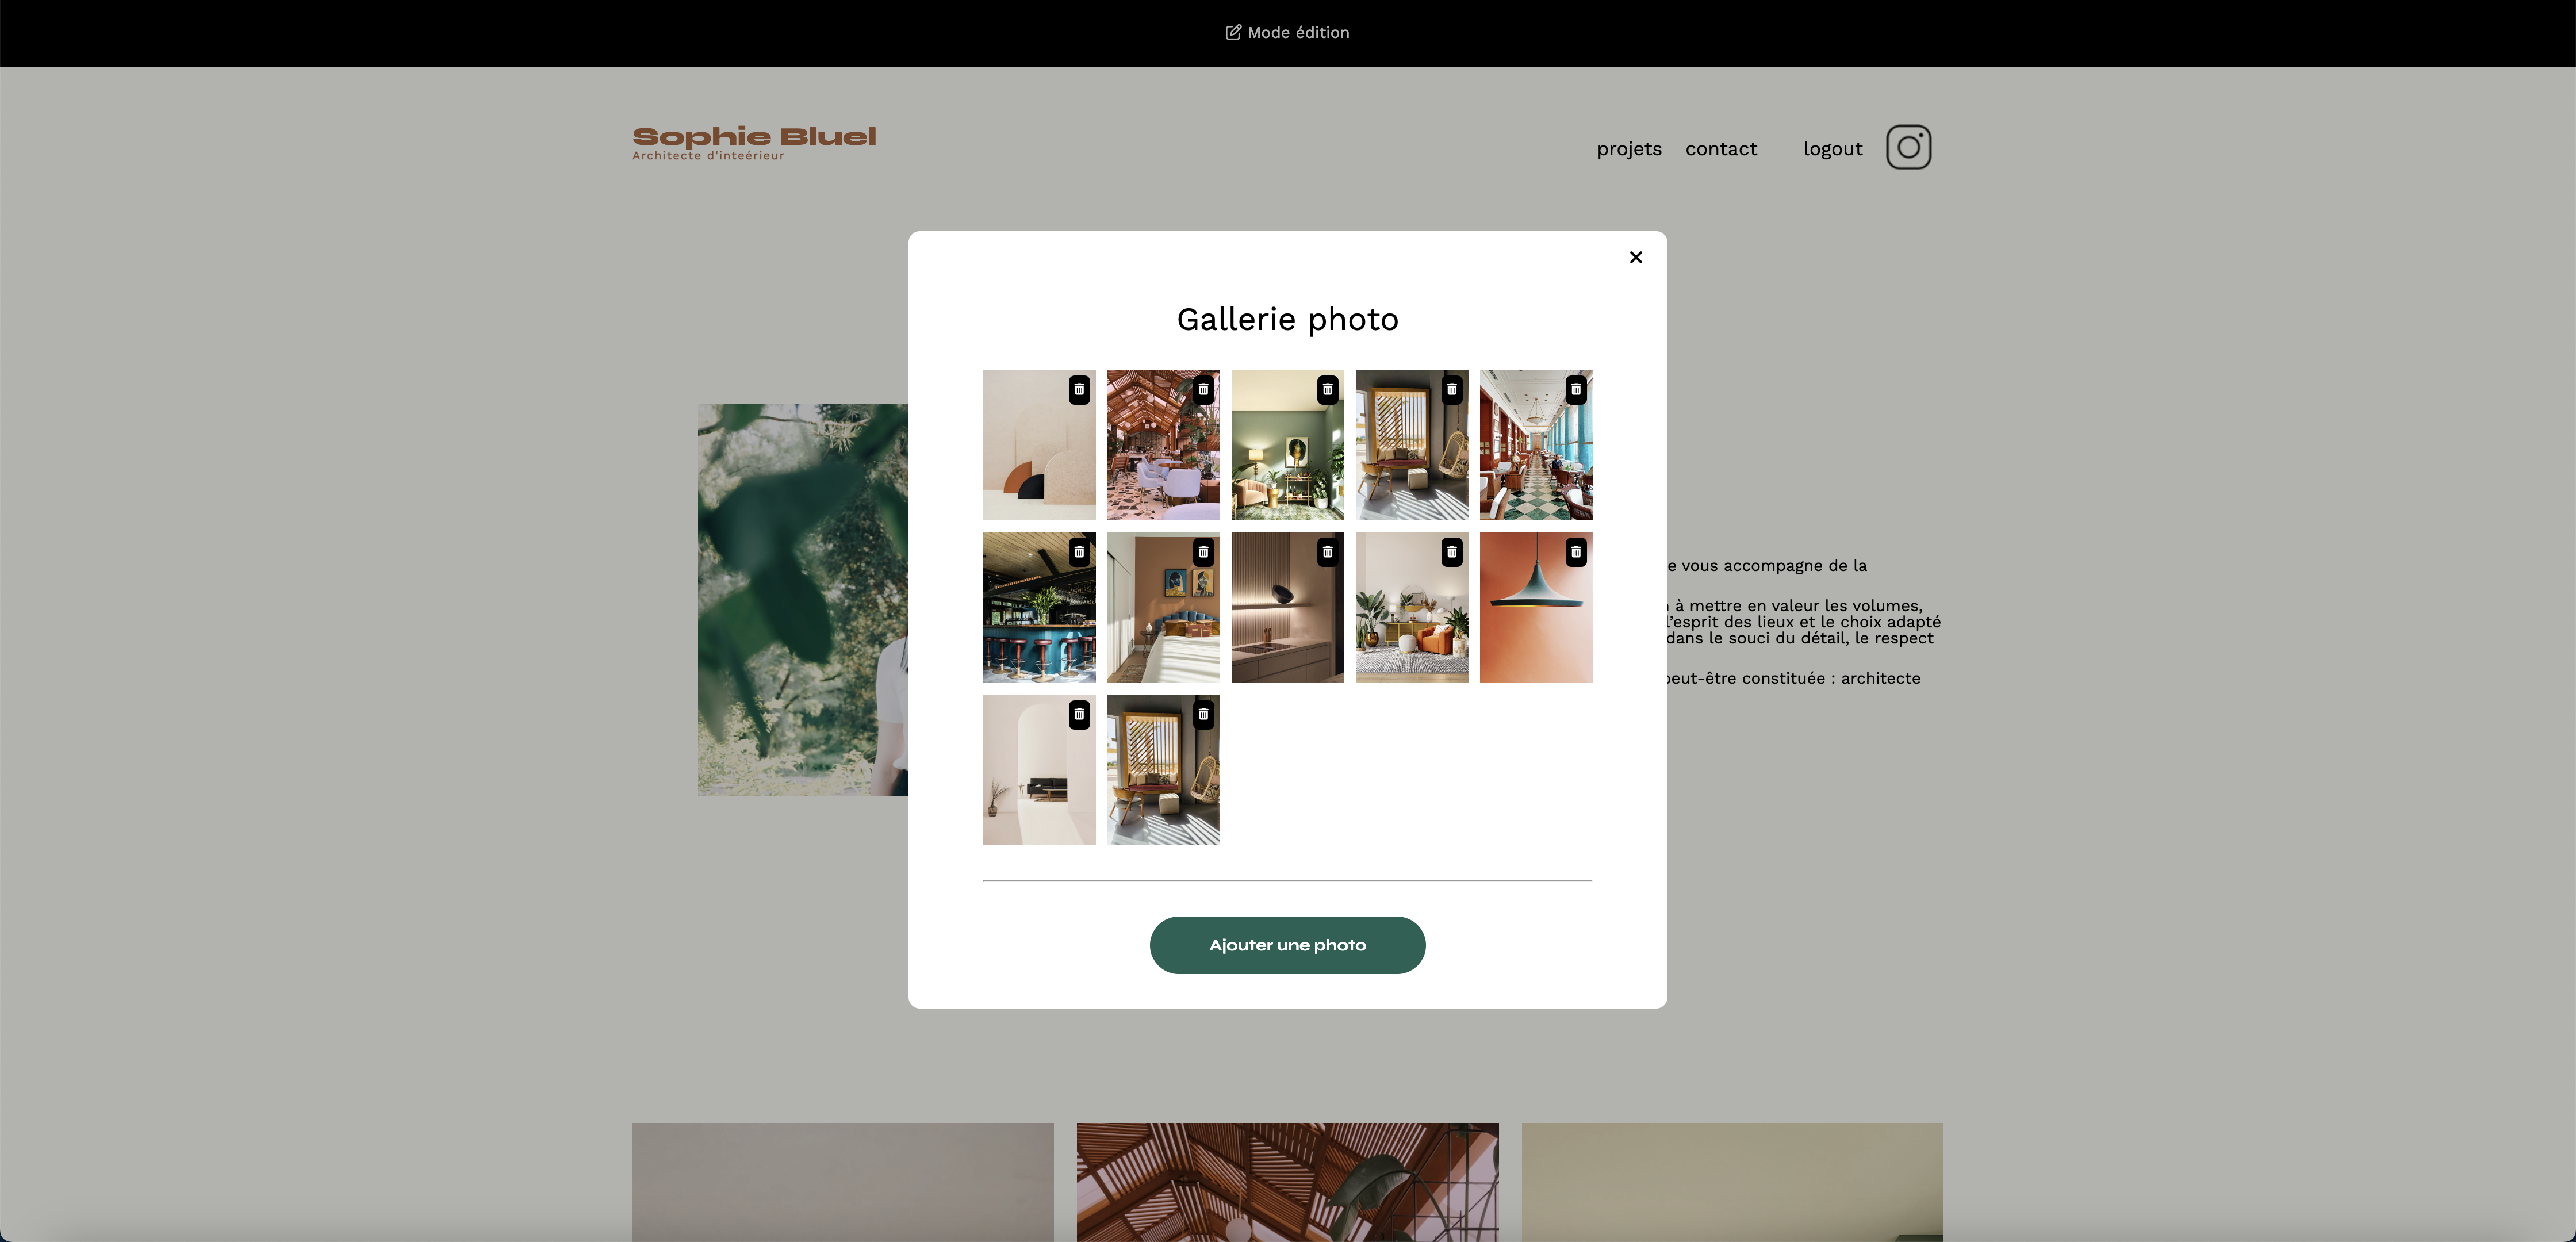 Mode édition
Sophie Bluel
Architecte d'inteérieur
projets contact logout
Gallerie photo
e vous accompagne de la
à mettre en valeur les volumes,
l'esprit des lieux et le choix adapté
dans le souci du détail, le respect
peut-être constituée : architecte
Ajouter une photo